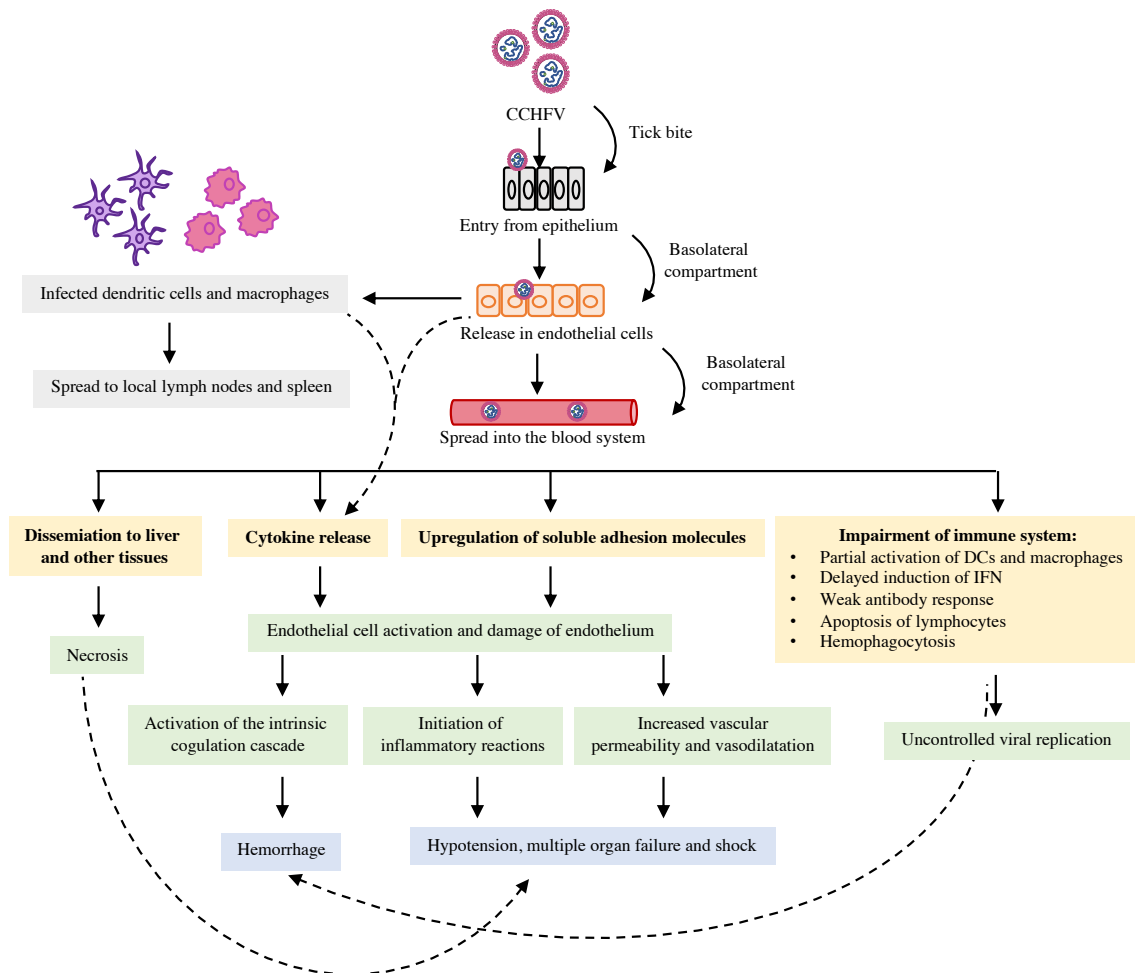 CCHFV
Tick bite
Entry from epithelium
Basolateral
compartment
Infected dendritic cells and macrophages
Release in endothelial cells
Basolateral
compartment
Spread to local lymph nodes and spleen
Spread into the blood system
Dissemiation to liver
and other tissues
Cytokine release
Upregulation of soluble adhesion molecules
Impairment of immune system:
• Partial activation of DCs and macrophages
• Delayed induction of IFN
• Weak antibody response
• Apoptosis of lymphocytes
• Hemophagocytosis
Endothelial cell activation and damage of endothelium
Necrosis
Activation of the intrinsic
cogulation cascade
Initiation of
inflammatory reactions
Increased vascular
permeability and vasodilatation
Uncontrolled viral replication
Hemorrhage
Hypotension, multiple organ failure and shock